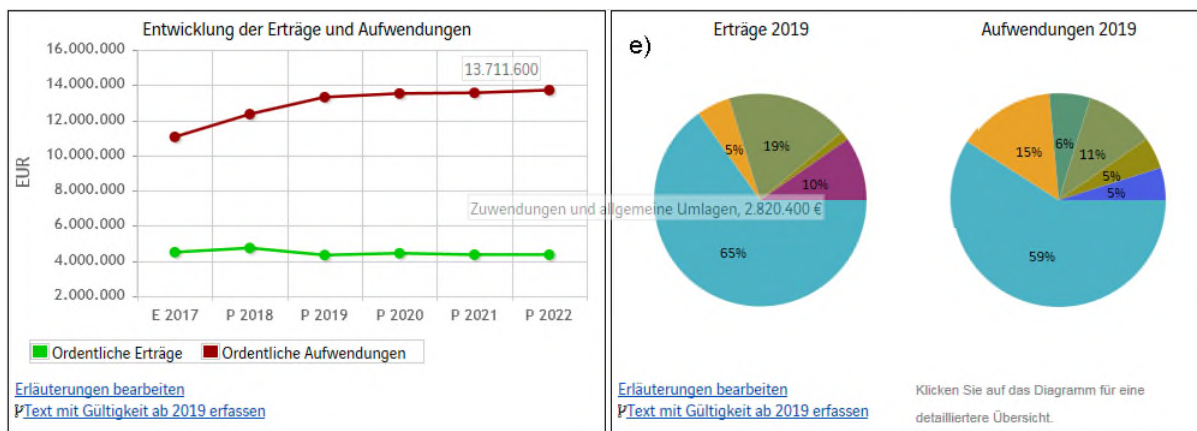 Entwicklung der Erträge und Aufwendungen
16.000.000
14.000.000
12.000.000
10.000.000
8.000.000
6.000.000
4.000.000
2.000.000
EUR
13.711.600
E 2017 P 2018 P 2019 P 2020 P 2021 P 2022
Ordentliche Erträge Ordentliche Aufwendungen
Erläuterungen bearbeiten
Text mit Gültigkeit ab 2019 erfassen
e)
Erträge 2019
5%
19%
10%
65%
Zuwendungen und allgemeine Umlagen, 2.820.400 €
Aufwendungen 2019
15%
6%
11%
5%
5%
59%
Erläuterungen bearbeiten
Text mit Gültigkeit ab 2019 erfassen
Klicken Sie auf das Diagramm für eine
detailliertere Übersicht.